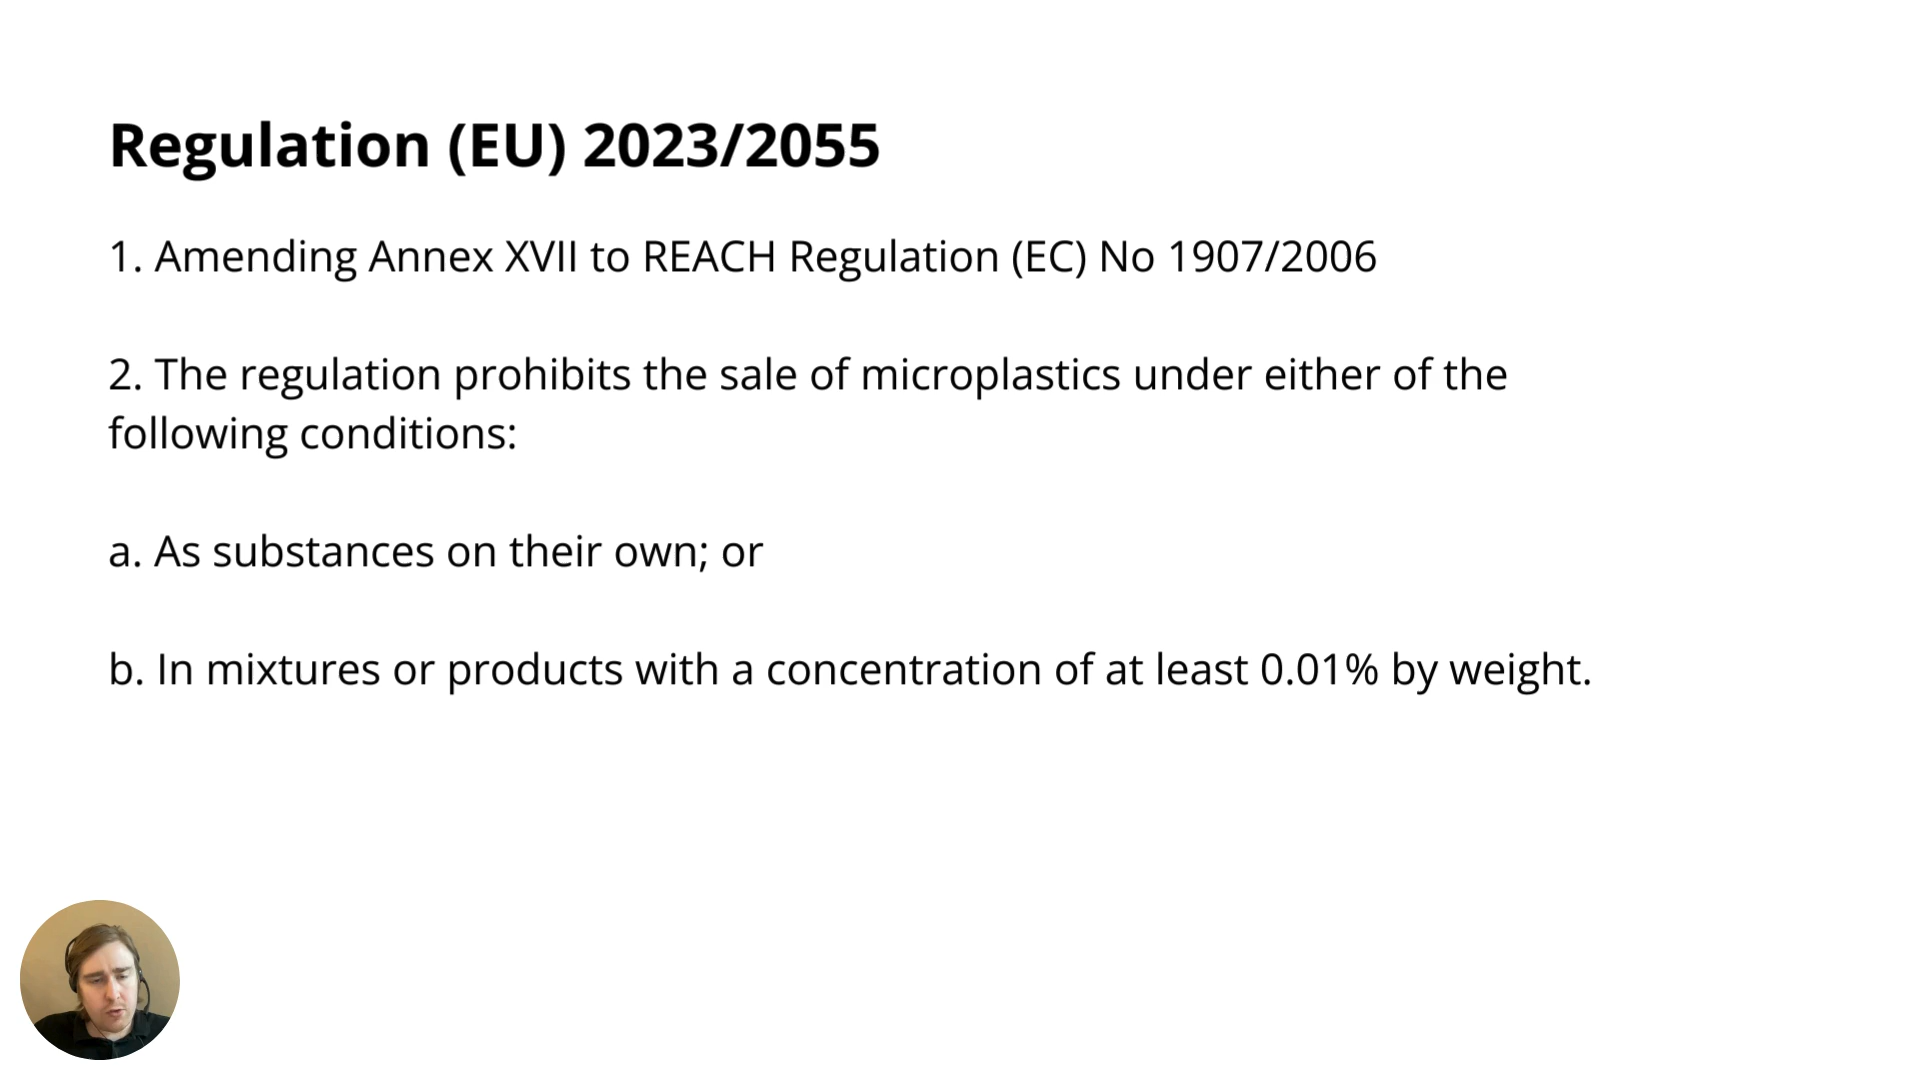 Regulation (EU) 2023/2055
1. Amending Annex XVII to REACH Regulation (EC) No 1907/2006
2. The regulation prohibits the sale of microplastics under either of the
following conditions:
a. As substances on their own; or
b. In mixtures or products with a concentration of at least 0.01% by weight.